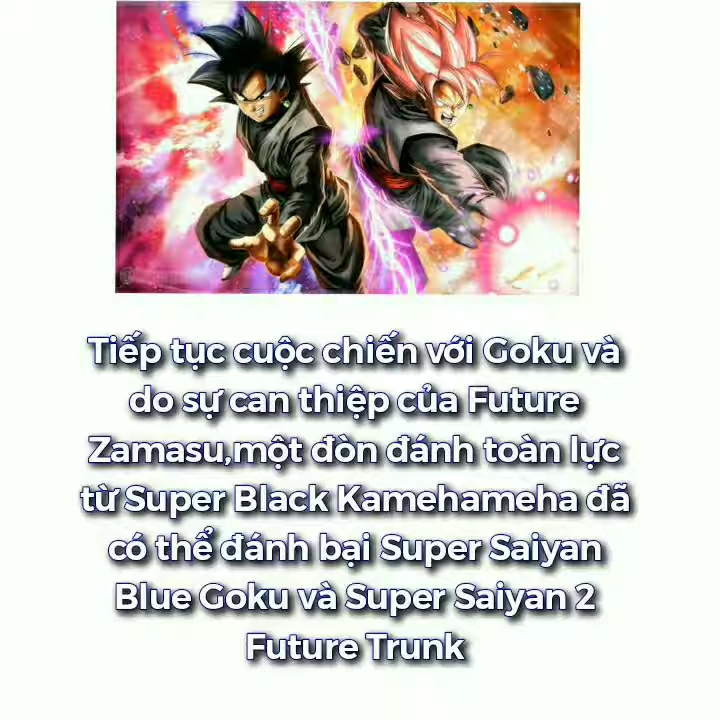 Tiếp tục cuộc chiến với Goku và
do sự can thiệp của Future
Zamasu,một đòn đánh toàn lực
từ Super Black Kamehameha đã
có thể đánh bại Super Saiyan
Blue Goku và Super Saiyan 2
Future Trunk